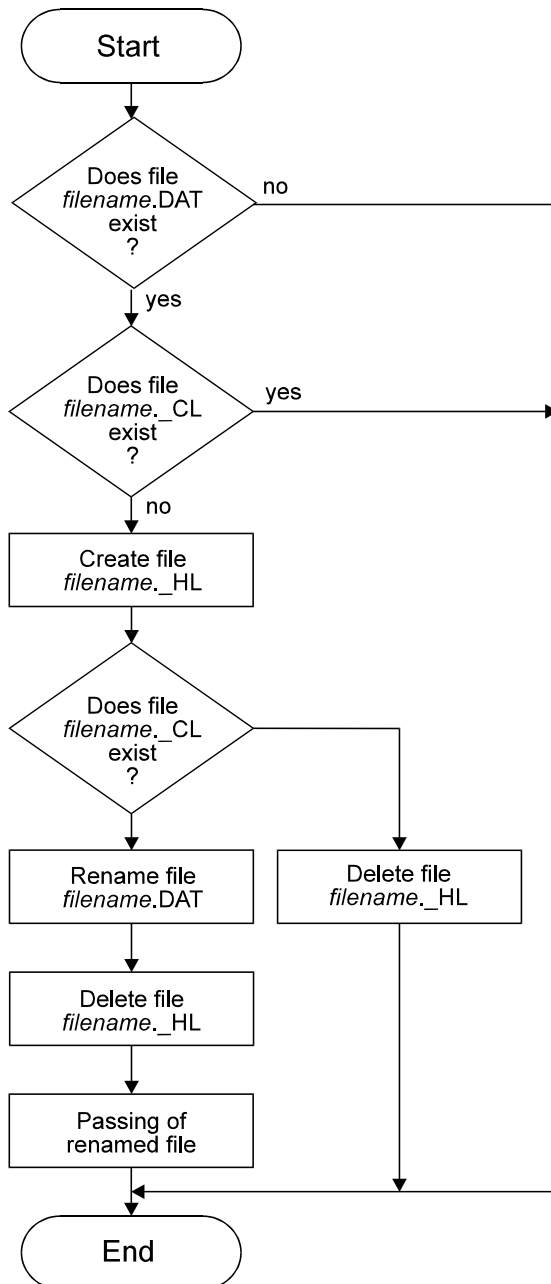 Start
Does file
filename.DAT
exist
?
no
yes
Does file
filename._CL
exist
?
yes
no
Create file
filename._HL
Does file
filename._CL
exist
?
Rename file
filename.DAT
Delete file
filename._HL
Delete file
filename._HL
Passing of
renamed file
End